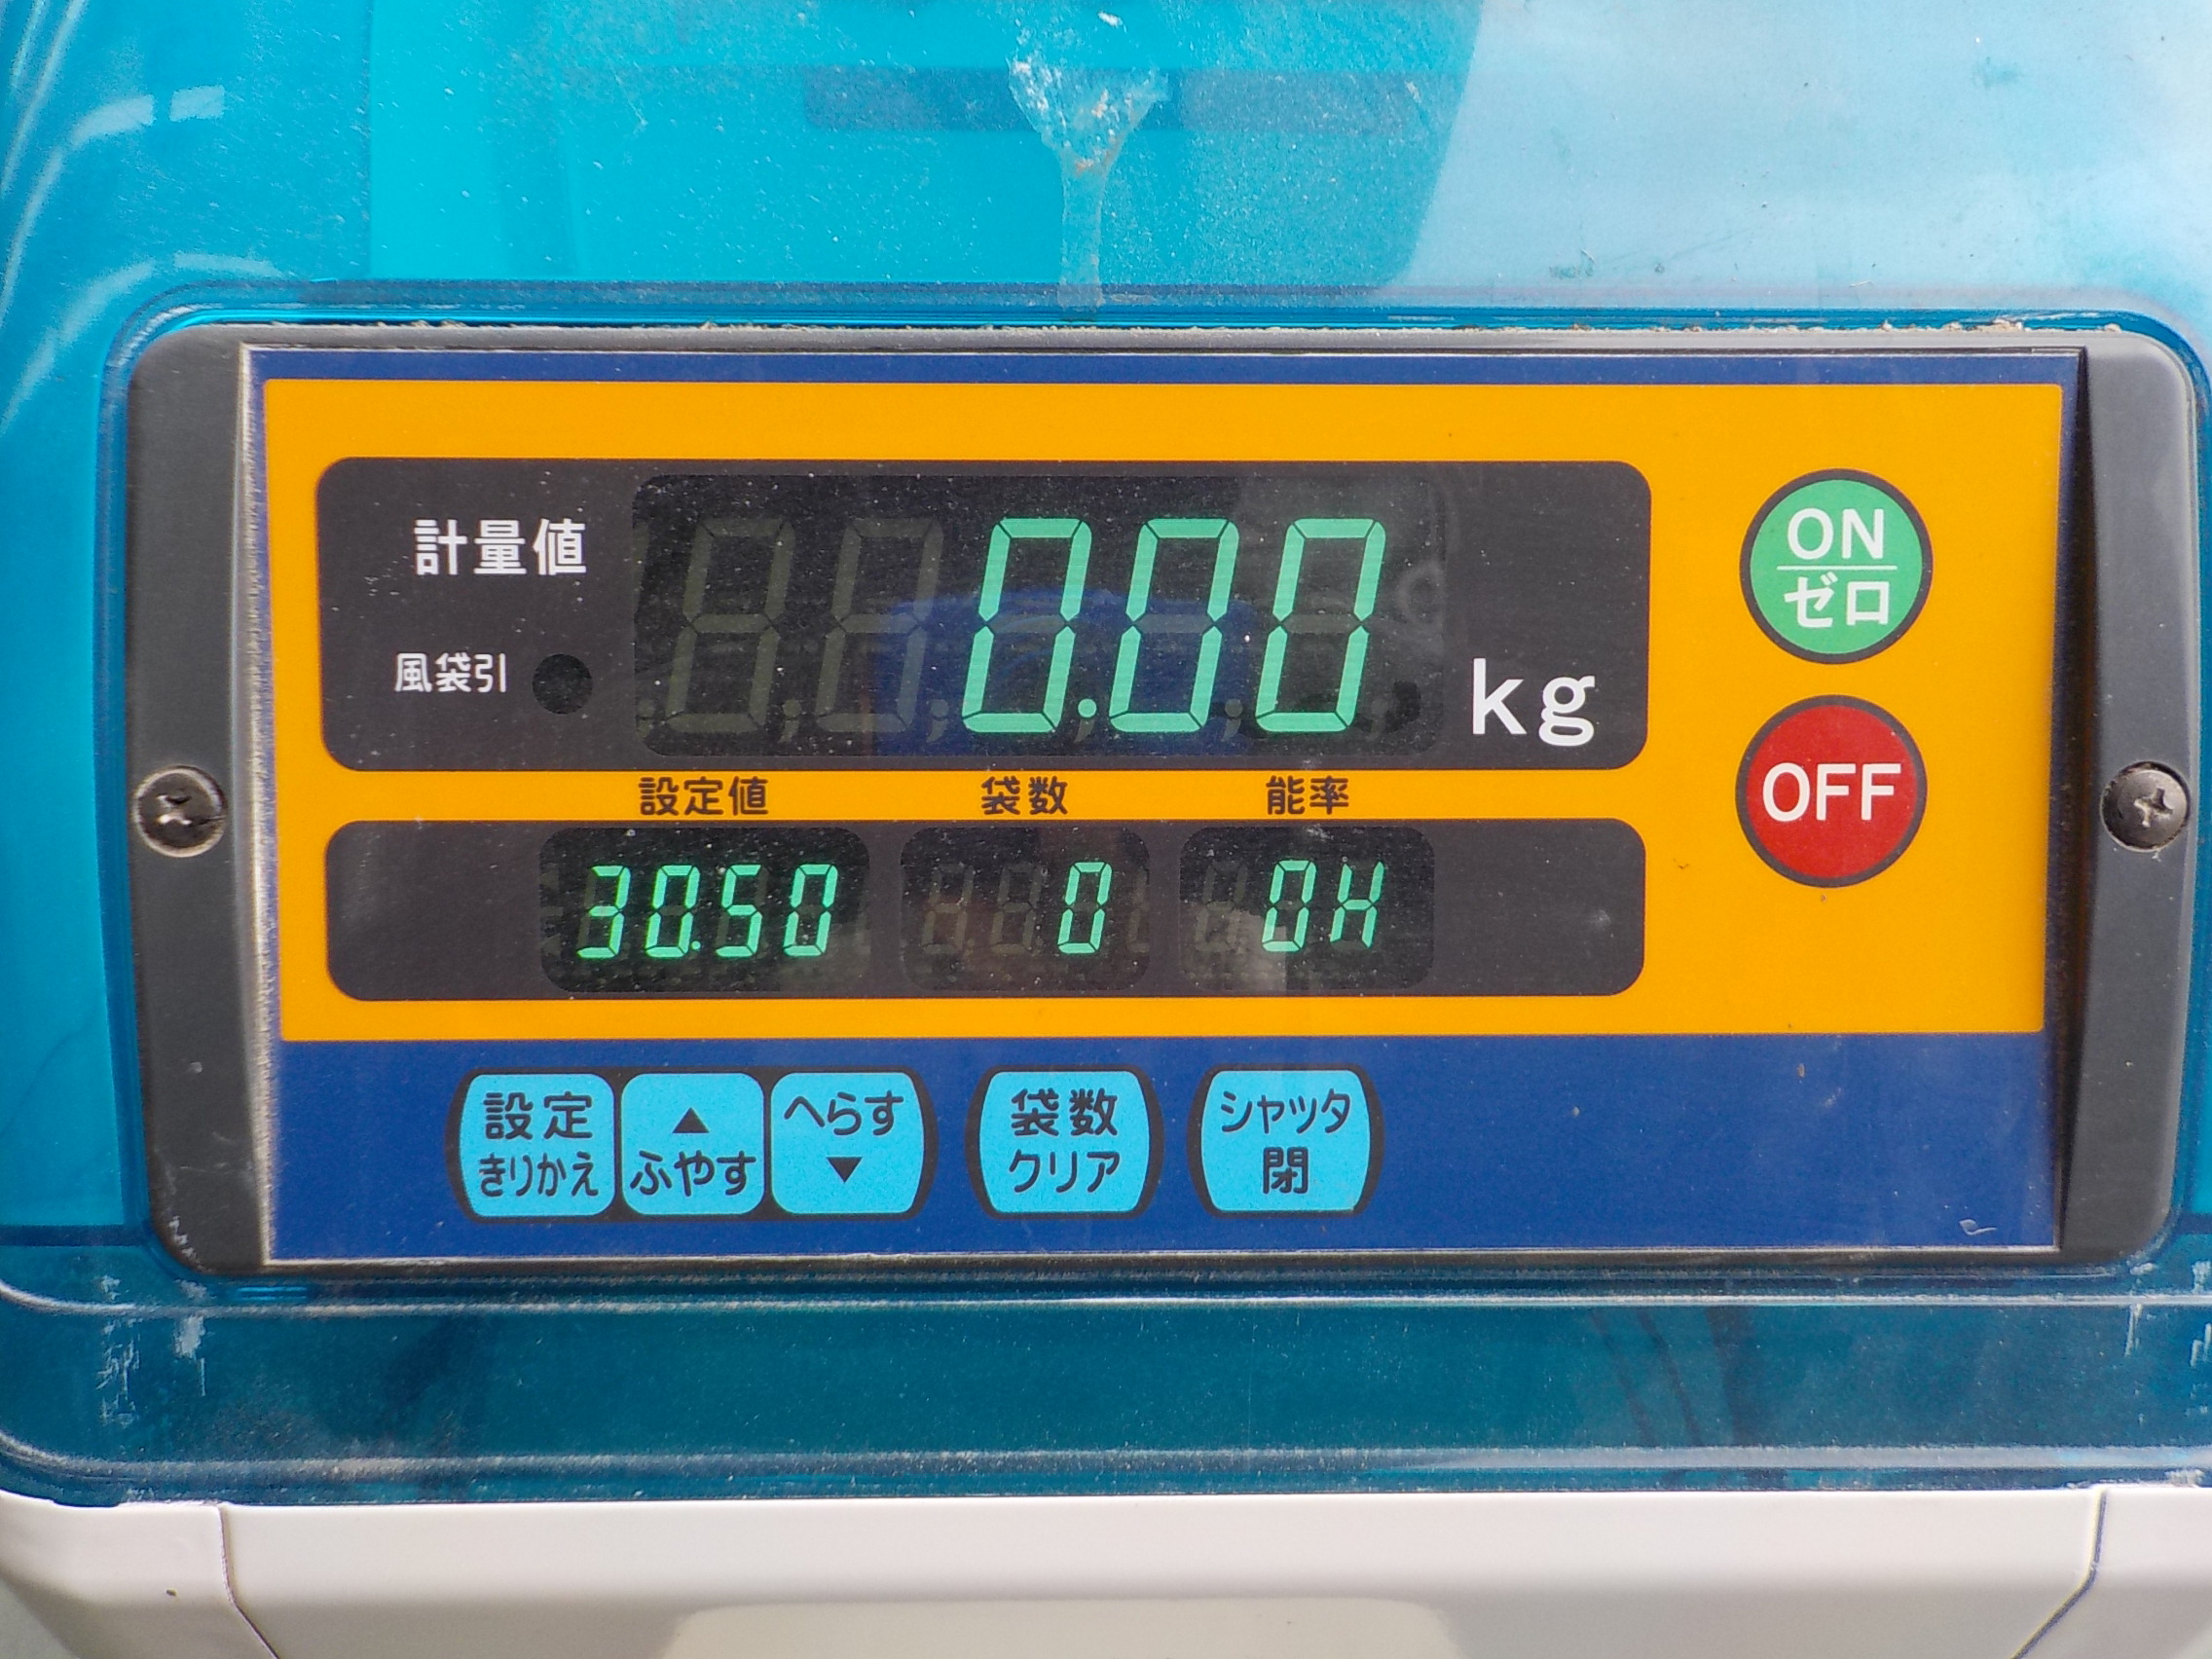 計量値
0.00
kg
風袋引
ON
ゼロ
OFF
設定値 袋数 能率
30.50 0 0H
設定
きりかえ
▲
ふやす
へらす
▼
袋数
クリア
シャッタ
閉